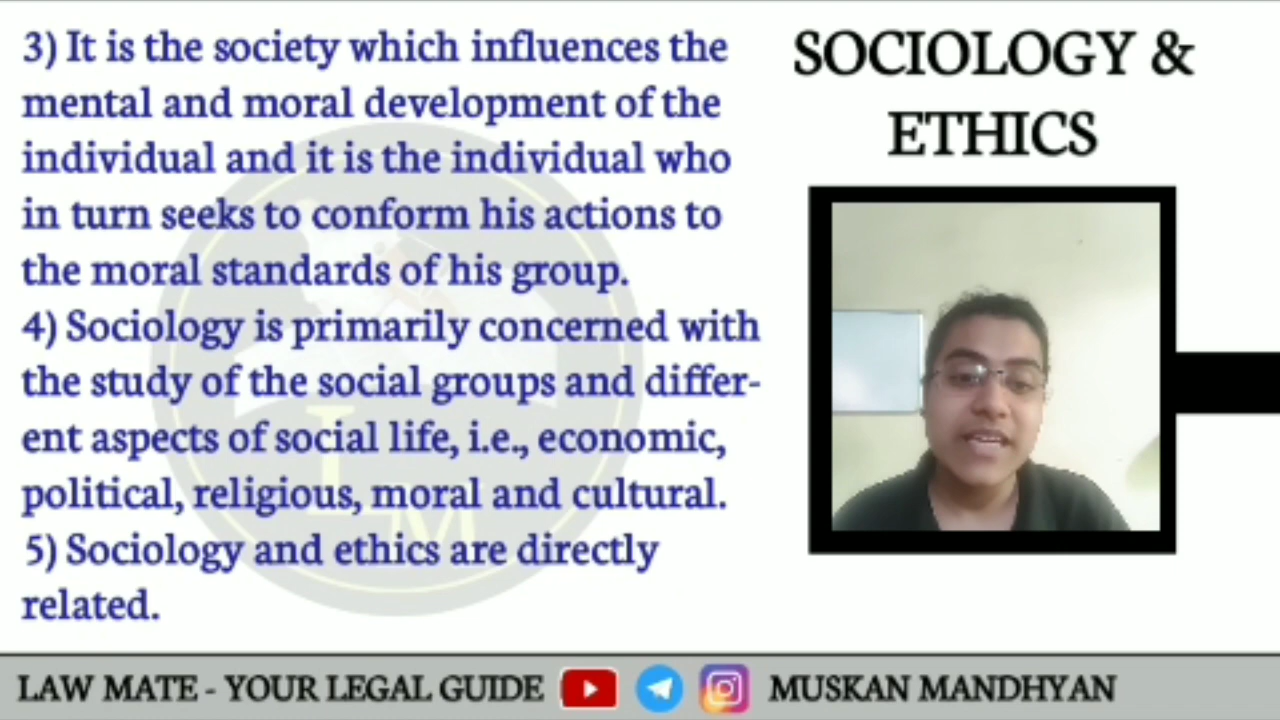 3) It is the society which influences the
mental and moral development of the
individual and it is the individual who
in turn seeks to conform his actions to
the moral standards of his group.
4) Sociology is primarily concerned with
the study of the social groups and differ-
ent aspects of social life, i.e., economic,
political, religious, moral and cultural.
5) Sociology and ethics are directly
related.
SOCIOLOGY &
ETHICS
L
M
LAW MATE - YOUR LEGAL GUIDE
MUSKAN MANDHYAN